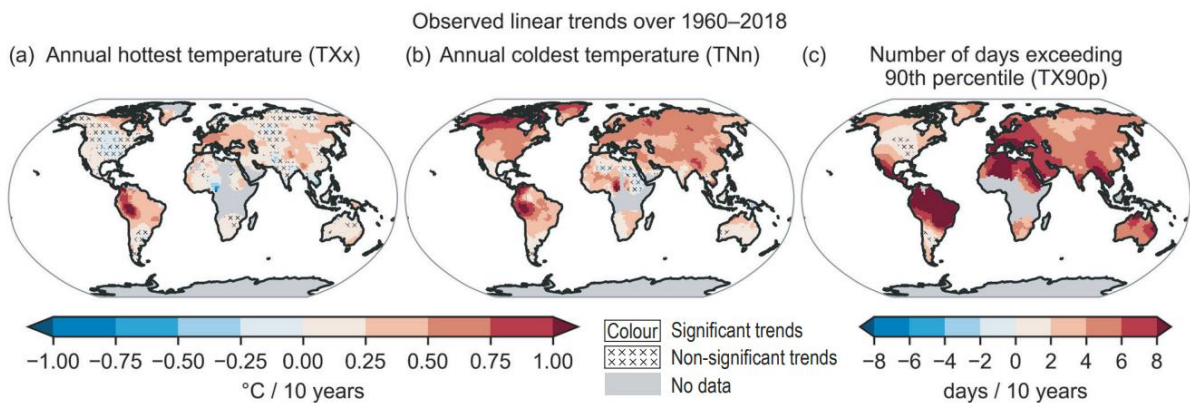 Observed linear trends over 1960–2018
(a) Annual hottest temperature (TXx)
(b) Annual coldest temperature (TNn)
(c) Number of days exceeding
90th percentile (TX90p)
−1.00 −0.75 −0.50 −0.25 0.00 0.25 0.50 0.75 1.00
°C / 10 years
Colour Significant trends
Non-significant trends
No data
−8 −6 −4 −2 0 2 4 6 8
days / 10 years